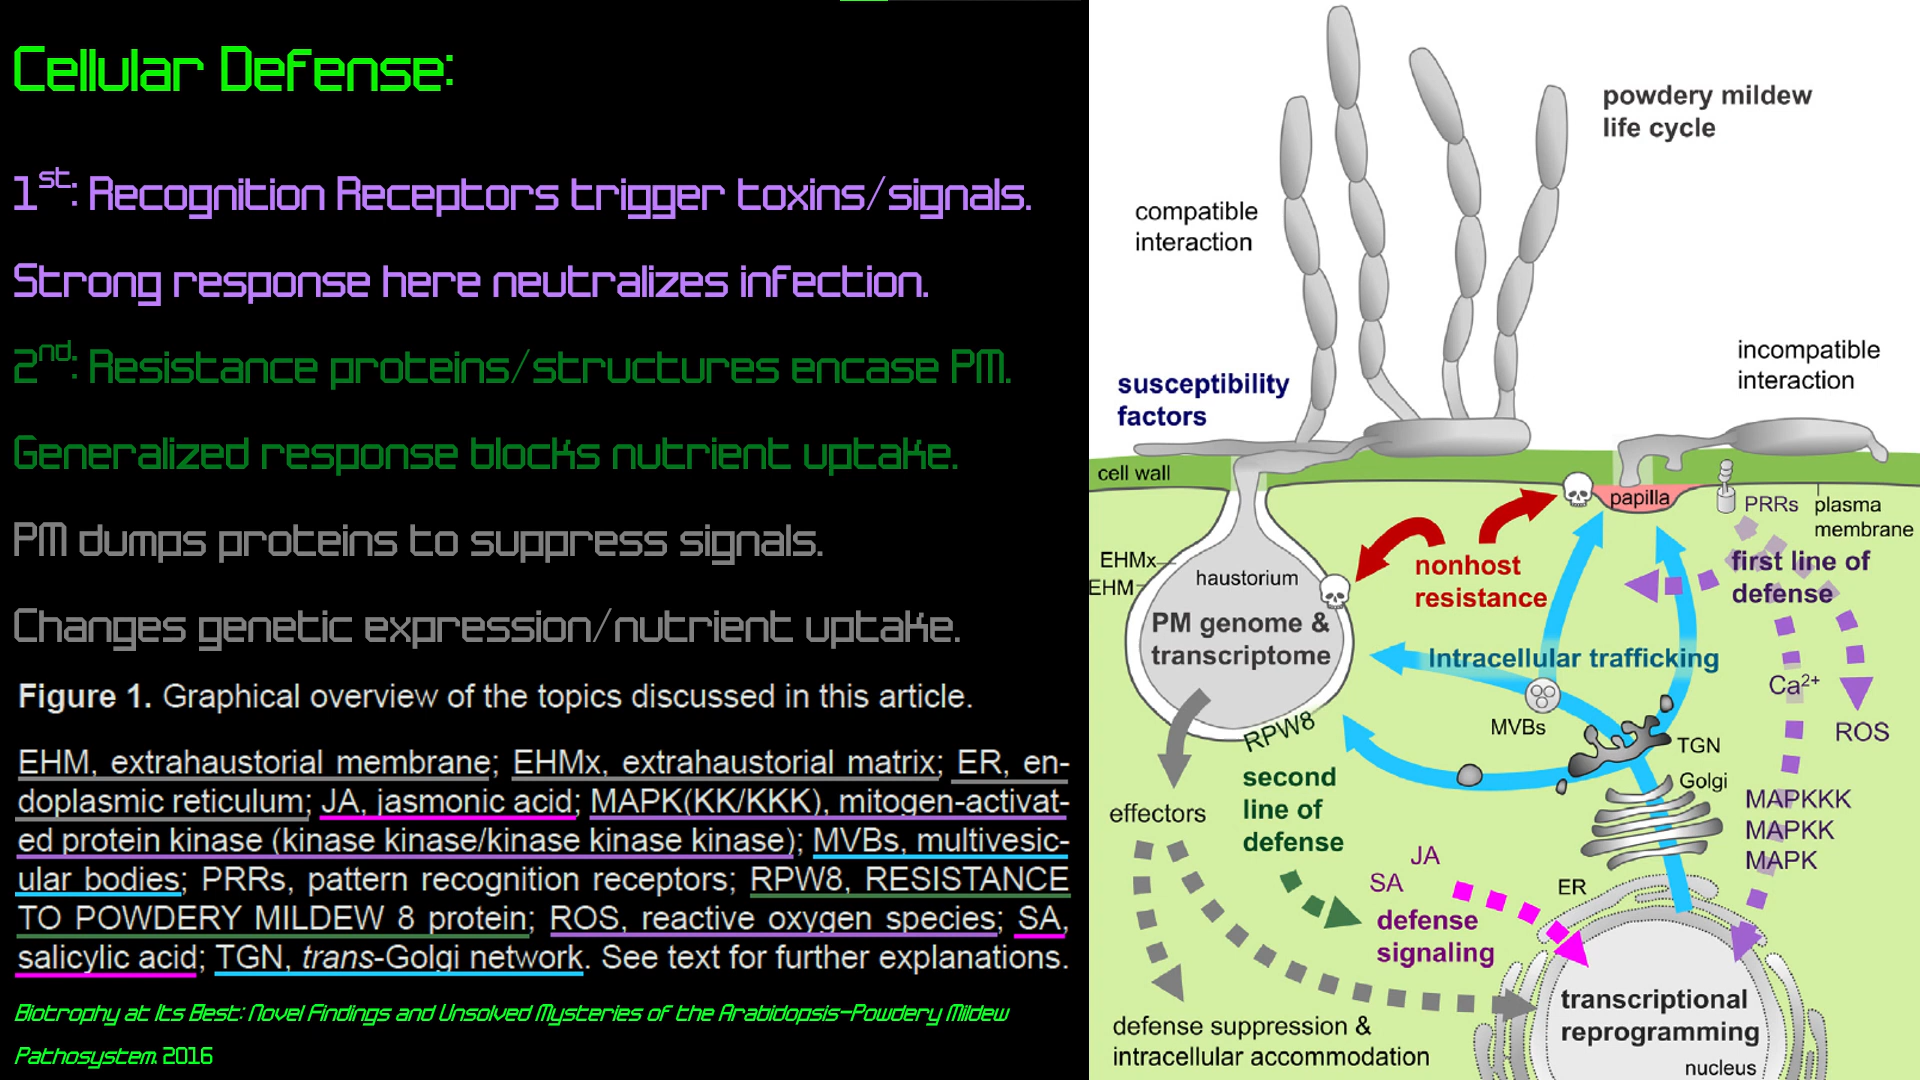 Cellular Defense:
1st: Recognition Receptors trigger toxins/signals.
Strong response here neutralizes infection.
2nd: Resistance proteins/structures encase PM.
Generalized response blocks nutrient uptake.
PM dumps proteins to suppress signals.
Changes genetic expression/nutrient uptake.
Figure 1. Graphical overview of the topics discussed in this article.
EHM, extrahaustorial membrane; EHMx, extrahaustorial matrix; ER, en-
doplasmic reticulum; JA, jasmonic acid; MAPK(KK/KKK), mitogen-activat-
ed protein kinase (kinase kinase/kinase kinase kinase); MVBs, multivesic-
ular bodies; PRRs, pattern recognition receptors; RPW8, RESISTANCE
TO POWDERY MILDEW 8 protein; ROS, reactive oxygen species; SA,
salicylic acid; TGN, trans-Golgi network. See text for further explanations.
Biotrophy at Its Best: Novel Findings and Unsolved Mysteries of the Arabidopsis-Powdery Mildew
Pathosystem. 2016
powdery mildew
life cycle
compatible
interaction
incompatible
interaction
susceptibility
factors
cell wall
papilla
PRRs
plasma
membrane
EHMx
EHM
haustorium
PM genome &
transcriptome
nonhost
resistance
first line of
defense
Intracellular trafficking
Ca2+
ROS
MVBs
RPW8
TGN
Golgi
second
line of
defense
effectors
MAPKKK
MAPKK
MAPK
JA
SA
ER
defense
signaling
transcriptional
reprogramming
nucleus
defense suppression &
intracellular accommodation